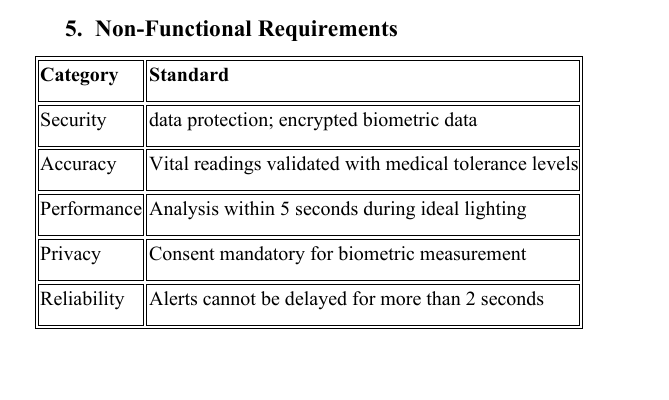 5. Non-Functional Requirements
Category Standard
Security data protection; encrypted biometric data
Accuracy Vital readings validated with medical tolerance levels
Performance Analysis within 5 seconds during ideal lighting
Privacy Consent mandatory for biometric measurement
Reliability Alerts cannot be delayed for more than 2 seconds